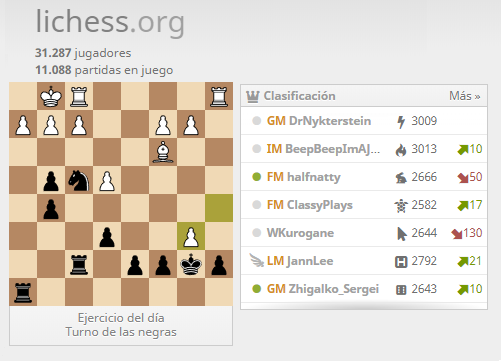 lichess.org
31.287 jugadores
11.088 partidas en juego
Clasificación Más »
GM DrNykterstein 3009
IM BeepBeepImAJ... 3013 10
FM halfnatty 2666 50
FM ClassyPlays 2582 17
WKurogane 2644 130
LM JannLee 2792 21
GM Zhigalko_Sergei 2643 10
Ejercicio del día
Turno de las negras